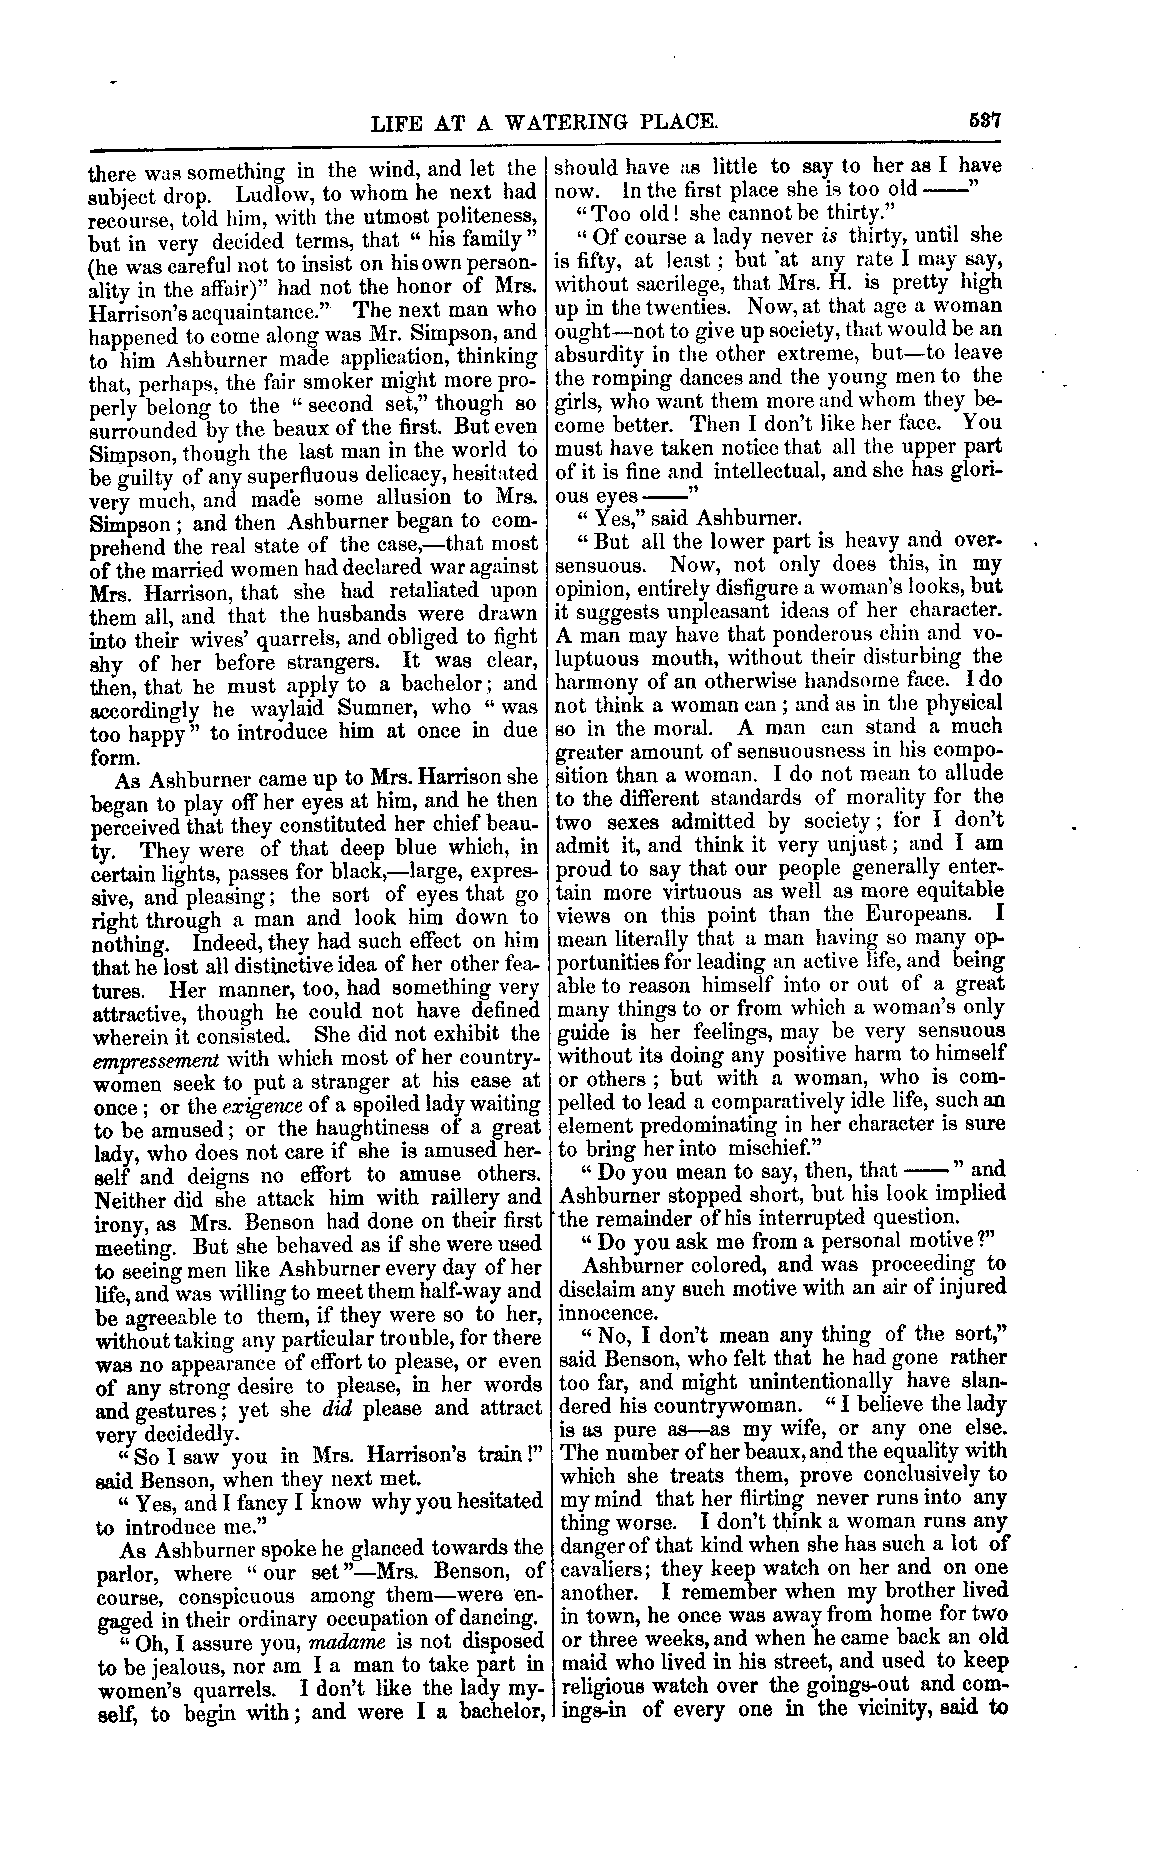 LIFE AT A WATERING PLACE. 537
there was something in the wind, and let the
subject drop. Ludlow, to whom he next had
recourse, told him, with the utmost politeness,
but in very decided terms, that “ his family ”
(he was careful not to insist on his own person-
ality in the affair)” had not the honor of Mrs.
Harrison's acquaintance.” The next man who
happened to come along was Mr. Simpson, and
to him Ashburner made application, thinking
that, perhaps, the fair smoker might more pro-
perly belong to the “ second set,” though so
surrounded by the beaux of the first. But even
Simpson, though the last man in the world to
be guilty of any superfluous delicacy, hesitated
very much, and made some allusion to Mrs.
Simpson ; and then Ashburner began to com-
prehend the real state of the case,—that most
of the married women had declared war against
Mrs. Harrison, that she had retaliated upon
them all, and that the husbands were drawn
into their wives' quarrels, and obliged to fight
shy of her before strangers. It was clear,
then, that he must apply to a bachelor ; and
accordingly he waylaid Sumner, who “ was
too happy ” to introduce him at once in due
form.
As Ashburner came up to Mrs. Harrison she
began to play off her eyes at him, and he then
perceived that they constituted her chief beau-
ty. They were of that deep blue which, in
certain lights, passes for black,—large, expres-
sive, and pleasing ; the sort of eyes that go
right through a man and look him down to
nothing. Indeed, they had such effect on him
that he lost all distinctive idea of her other fea-
tures. Her manner, too, had something very
attractive, though he could not have defined
wherein it consisted. She did not exhibit the
empressement with which most of her country-
women seek to put a stranger at his ease at
once ; or the exigence of a spoiled lady waiting
to be amused ; or the haughtiness of a great
lady, who does not care if she is amused her-
self and deigns no effort to amuse others.
Neither did she attack him with raillery and
irony, as Mrs. Benson had done on their first
meeting. But she behaved as if she were used
to seeing men like Ashburner every day of her
life, and was willing to meet them half-way and
be agreeable to them, if they were so to her,
without taking any particular trouble, for there
was no appearance of effort to please, or even
of any strong desire to please, in her words
and gestures ; yet she did please and attract
very decidedly.
“ So I saw you in Mrs. Harrison's train !”
said Benson, when they next met.
“ Yes, and I fancy I know why you hesitated
to introduce me.”
As Ashburner spoke he glanced towards the
parlor, where “ our set ”—Mrs. Benson, of
course, conspicuous among them—were en-
gaged in their ordinary occupation of dancing.
“ Oh, I assure you, madame is not disposed
to be jealous, nor am I a man to take part in
women's quarrels. I don't like the lady my-
self, to begin with ; and were I a bachelor,
should have as little to say to her as I have
now. In the first place she is too old ——”
“ Too old ! she cannot be thirty.”
“ Of course a lady never is thirty, until she
is fifty, at least ; but at any rate I may say,
without sacrilege, that Mrs. H. is pretty high
up in the twenties. Now, at that age a woman
ought—not to give up society, that would be an
absurdity in the other extreme, but—to leave
the romping dances and the young men to the
girls, who want them more and whom they be-
come better. Then I don't like her face. You
must have taken notice that all the upper part
of it is fine and intellectual, and she has glori-
ous eyes ——”
“ Yes,” said Ashburner.
“ But all the lower part is heavy and over-
sensuous. Now, not only does this, in my
opinion, entirely disfigure a woman's looks, but
it suggests unpleasant ideas of her character.
A man may have that ponderous chin and vo-
luptuous mouth, without their disturbing the
harmony of an otherwise handsome face. I do
not think a woman can ; and as in the physical
so in the moral. A man can stand a much
greater amount of sensuousness in his compo-
sition than a woman. I do not mean to allude
to the different standards of morality for the
two sexes admitted by society ; for I don't
admit it, and think it very unjust ; and I am
proud to say that our people generally enter-
tain more virtuous as well as more equitable
views on this point than the Europeans. I
mean literally that a man having so many op-
portunities for leading an active life, and being
able to reason himself into or out of a great
many things to or from which a woman's only
guide is her feelings, may be very sensuous
without its doing any positive harm to himself
or others ; but with a woman, who is com-
pelled to lead a comparatively idle life, such an
element predominating in her character is sure
to bring her into mischief.”
“ Do you mean to say, then, that —— ” and
Ashburner stopped short, but his look implied
the remainder of his interrupted question.
“ Do you ask me from a personal motive ?”
Ashburner colored, and was proceeding to
disclaim any such motive with an air of injured
innocence.
“ No, I don't mean any thing of the sort,”
said Benson, who felt that he had gone rather
too far, and might unintentionally have slan-
dered his countrywoman. “ I believe the lady
is as pure as—as my wife, or any one else.
The number of her beaux, and the equality with
which she treats them, prove conclusively to
my mind that her flirting never runs into any
thing worse. I don't think a woman runs any
danger of that kind when she has such a lot of
cavaliers ; they keep watch on her and on one
another. I remember when my brother lived
in town, he once was away from home for two
or three weeks, and when he came back an old
maid who lived in his street, and used to keep
religious watch over the goings-out and com-
ings-in of every one in the vicinity, said to